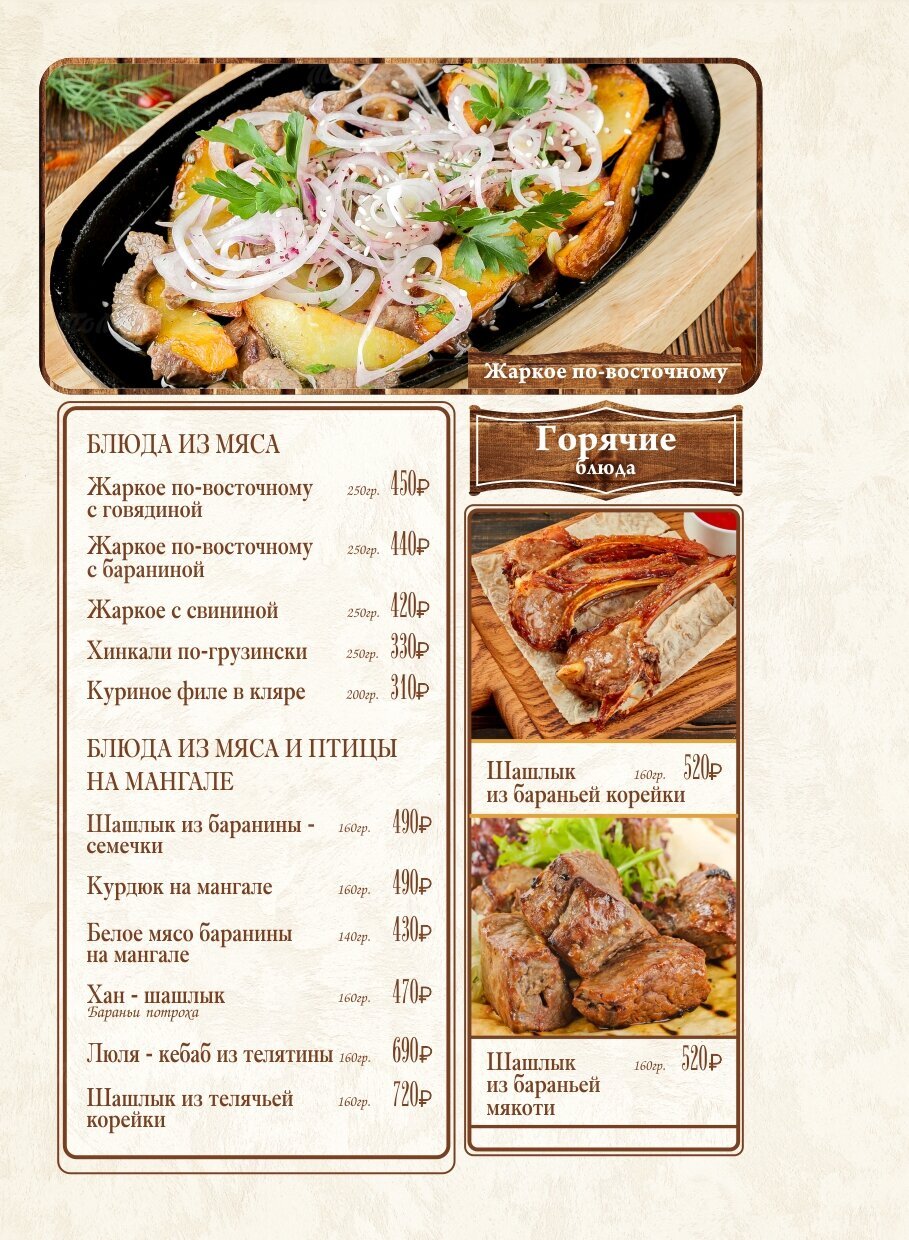 Жаркое по-восточному
БЛЮДА ИЗ МЯСА
Жаркое по-восточному 250гр. 450₽
с говядиной
Жаркое по-восточному 250гр. 440₽
с бараниной
Жаркое с свининой 250гр. 420₽
Хинкали по-грузински 250гр. 330₽
Куриное филе в кляре 200гр. 310₽
БЛЮДА ИЗ МЯСА И ПТИЦЫ
НА МАНГАЛЕ
Шашлык из баранины - 160гр. 490₽
семечки
Курдюк на мангале 160гр. 490₽
Белое мясо баранины 140гр. 430₽
на мангале
Хан - шашлык 160гр. 470₽
Бараньи потроха
Люля - кебаб из телятины 160гр. 690₽
Шашлык из телячьей 160гр. 720₽
корейки
Горячие
блюда
Шашлык 160гр. 520₽
из бараньей корейки
Шашлык 160гр. 520₽
из бараньей
мякоти